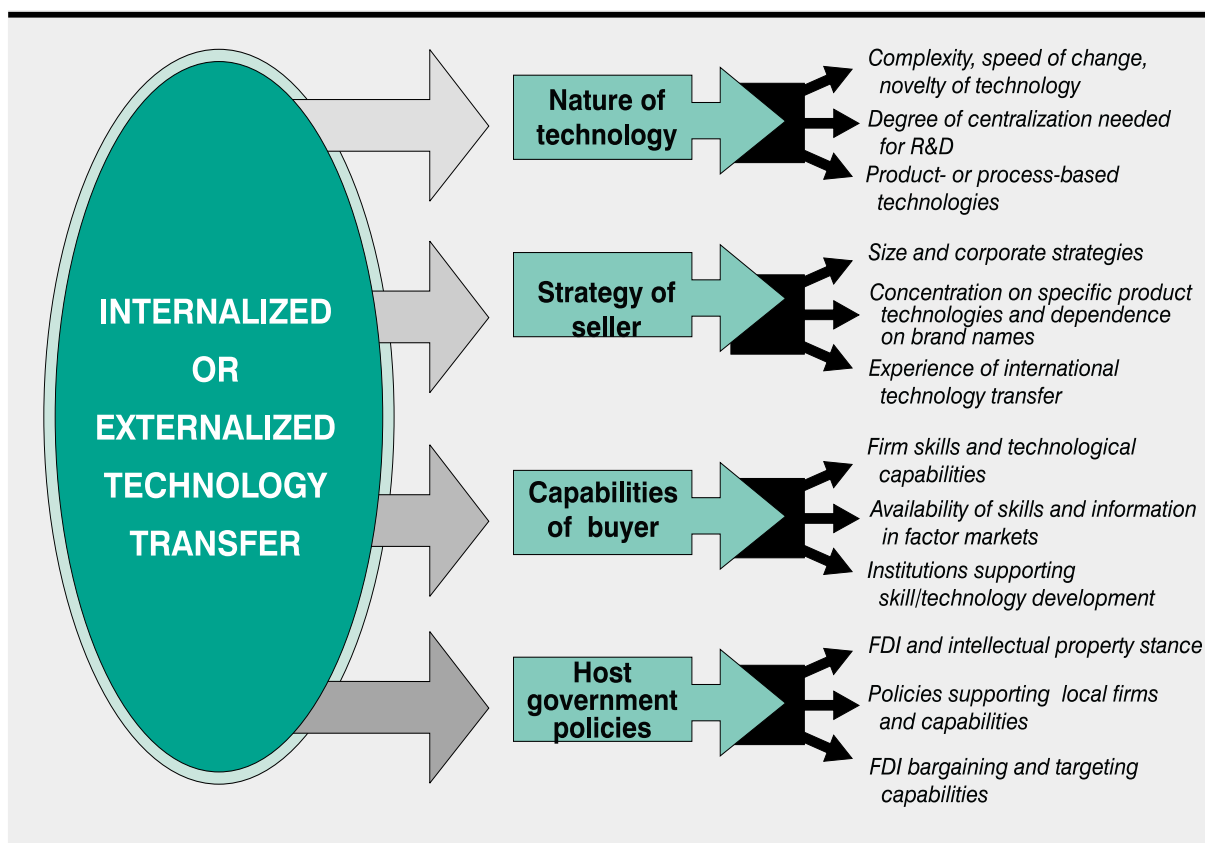 INTERNALIZED
OR
EXTERNALIZED
TECHNOLOGY
TRANSFER
Nature of
technology
Complexity, speed of change,
novelty of technology
Degree of centralization needed
for R&D
Product- or process-based
technologies
Strategy of
seller
Size and corporate strategies
Concentration on specific product
technologies and dependence
on brand names
Experience of international
technology transfer
Capabilities
of buyer
Firm skills and technological
capabilities
Availability of skills and information
in factor markets
Institutions supporting
skill/technology development
Host
government
policies
FDI and intellectual property stance
Policies supporting local firms
and capabilities
FDI bargaining and targeting
capabilities